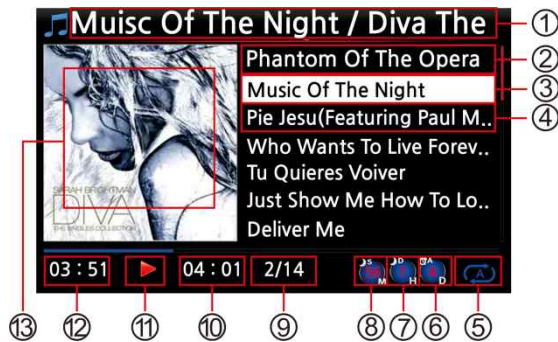 Muisc Of The Night / Diva The
①
Phantom Of The Opera
②
Music Of The Night
③
Pie Jesu(Featuring Paul M..
④
Who Wants To Live Forev..
Tu Quieres Voiver
Just Show Me How To Lo..
Deliver Me
SARAH BRIGHTMAN
DIVA
THE SINGLES COLLECTION
03 : 51
04 : 01
2/14
S
M
D
H
A
D
A
⑬
⑫
⑪
⑩
⑨
⑧
⑦
⑥
⑤